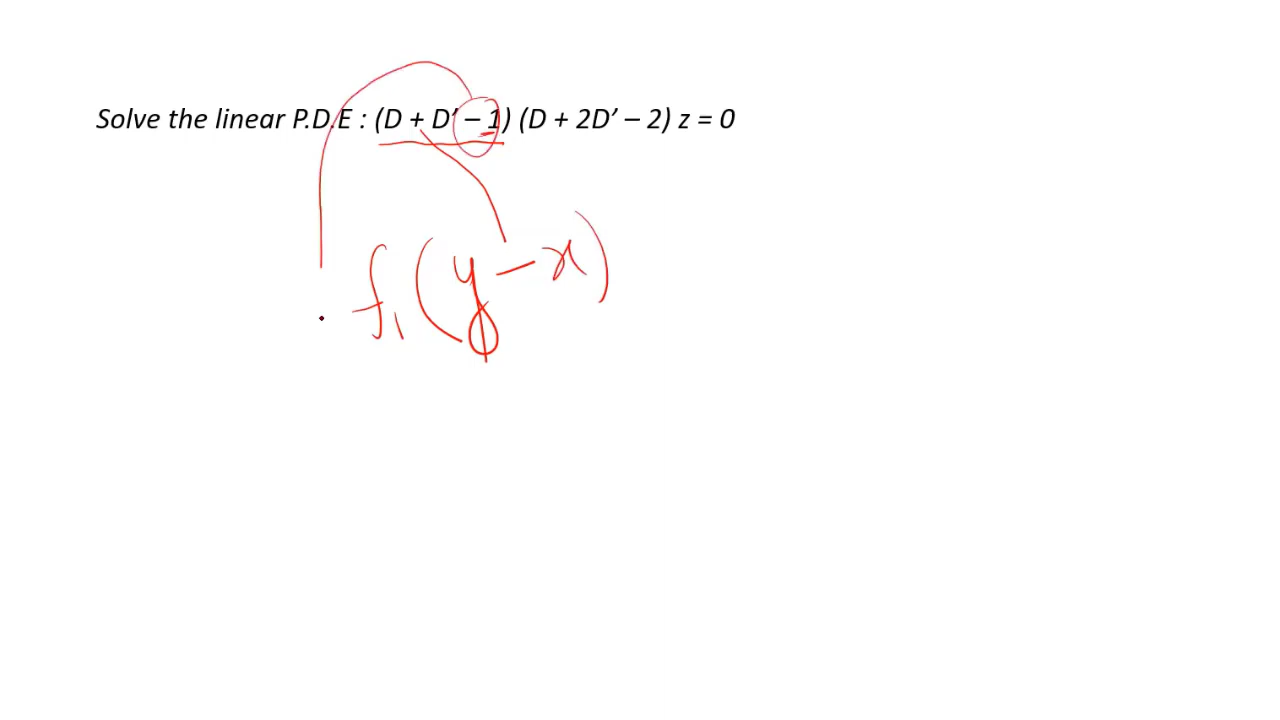 Solve the linear P.D.E : (D + D’ – 1) (D + 2D’ – 2) z = 0
f₁(y – x)